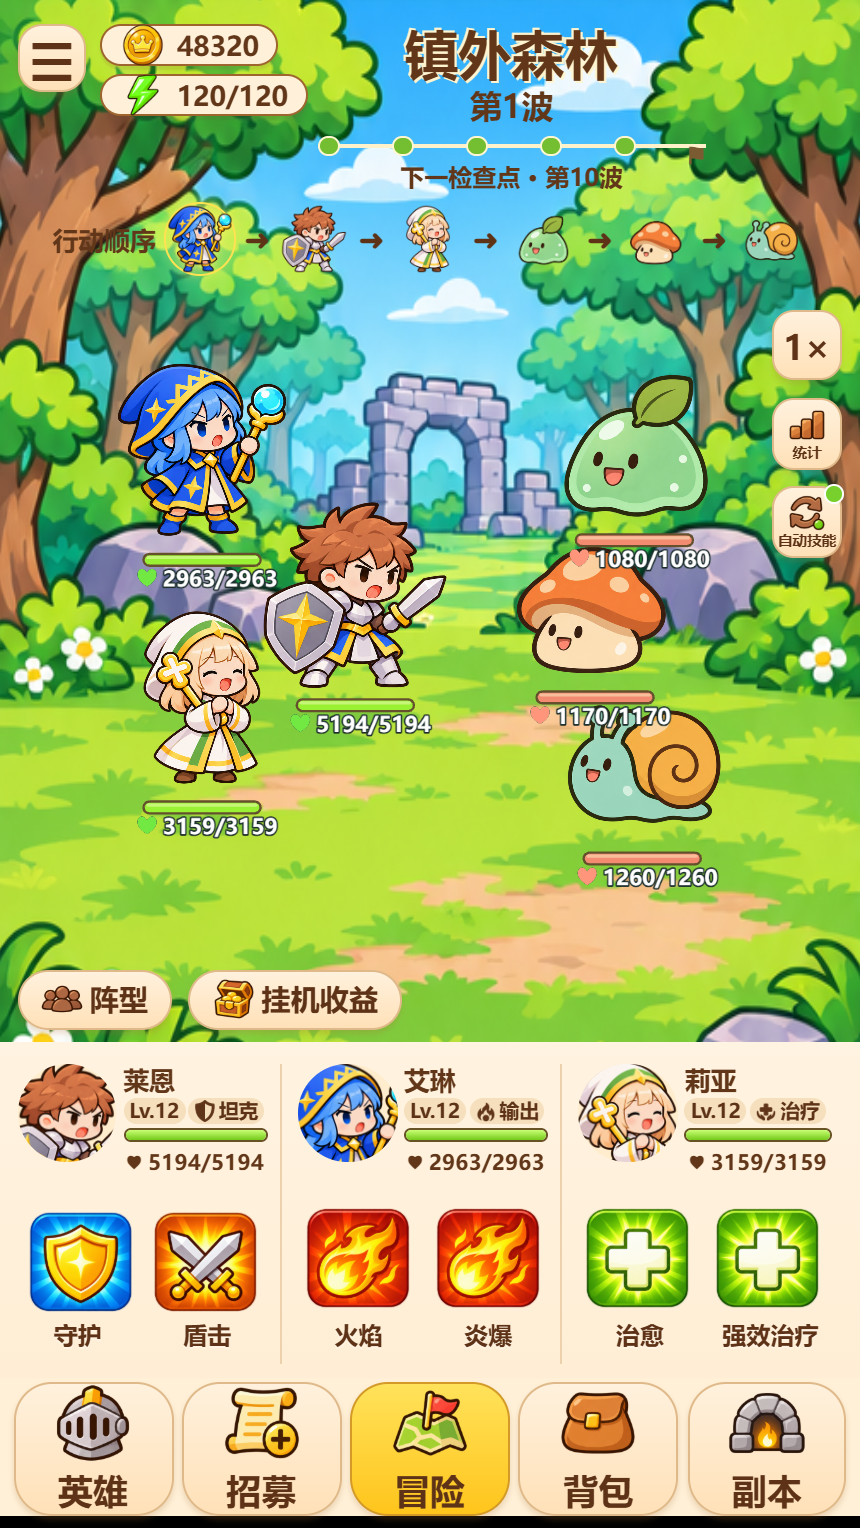 48320
120/120
镇外森林
第1波
下一检查点·第10波
行动顺序
1×
统计
自动技能
2963/2963
1080/1080
5194/5194
1170/1170
3159/3159
1260/1260
阵型
挂机收益
莱恩
Lv.12 坦克
5194/5194
艾琳
Lv.12 输出
2963/2963
莉亚
Lv.12 治疗
3159/3159
守护
盾击
火焰
炎爆
治愈
强效治疗
英雄
招募
冒险
背包
副本